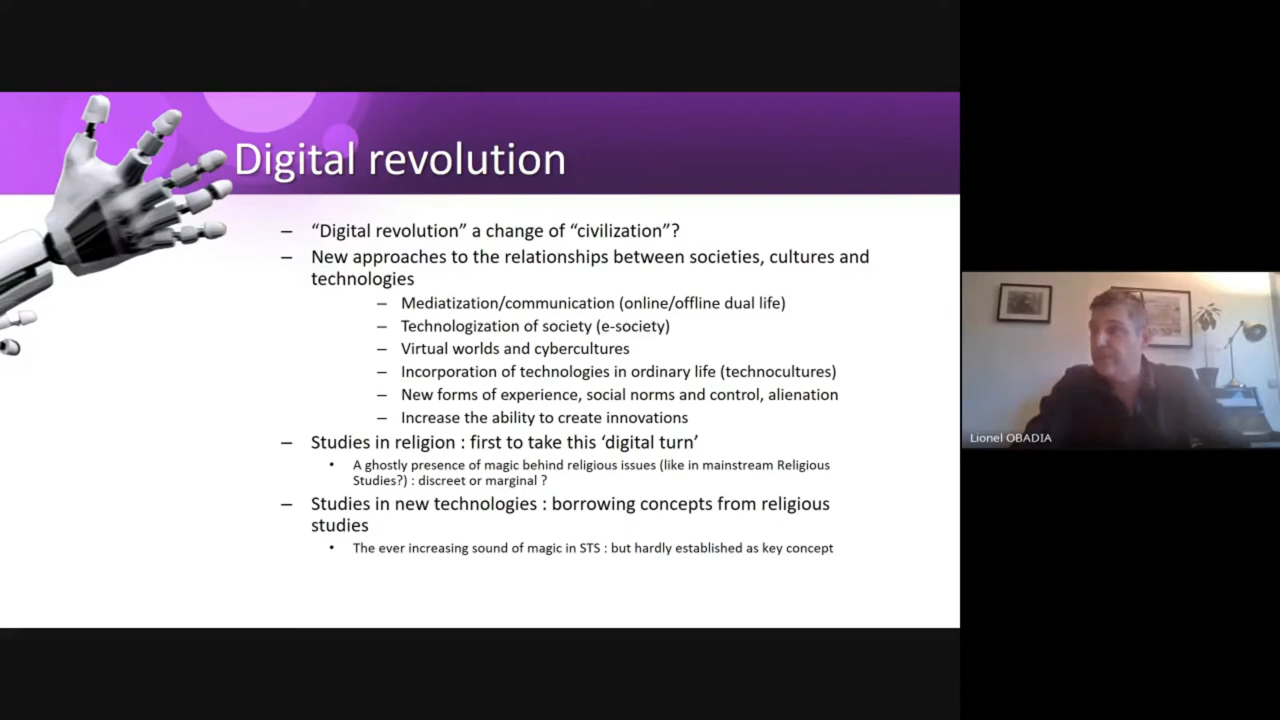 Digital revolution
– “Digital revolution” a change of “civilization”?
– New approaches to the relationships between societies, cultures and
technologies
– Mediatization/communication (online/offline dual life)
– Technologization of society (e-society)
– Virtual worlds and cybercultures
– Incorporation of technologies in ordinary life (technocultures)
– New forms of experience, social norms and control, alienation
– Increase the ability to create innovations
– Studies in religion : first to take this ‘digital turn’
• A ghostly presence of magic behind religious issues (like in mainstream Religious
Studies?) : discreet or marginal ?
– Studies in new technologies : borrowing concepts from religious
studies
• The ever increasing sound of magic in STS : but hardly established as key concept
Lionel OBADIA